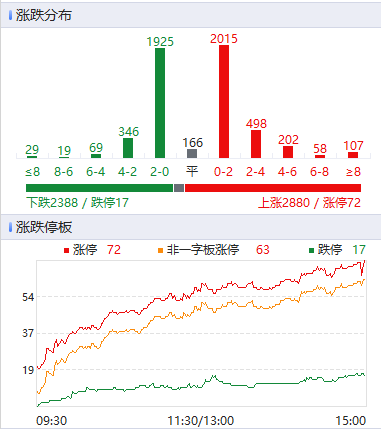 涨跌分布
29 19 69 346 1925 166 2015 498 202 58 107
≤8 8-6 6-4 4-2 2-0 平 0-2 2-4 4-6 6-8 ≥8
下跌2388 / 跌停17 上涨2880 / 涨停72
涨跌停板
涨停 72 非一字板涨停 63 跌停 17
54
37
19
09:30 11:30/13:00 15:00